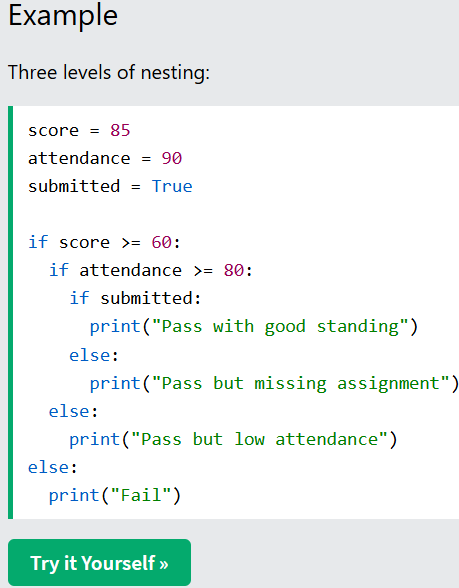 Example
Three levels of nesting:
score = 85
attendance = 90
submitted = True
if score >= 60:
  if attendance >= 80:
    if submitted:
      print("Pass with good standing")
    else:
      print("Pass but missing assignment")
  else:
    print("Pass but low attendance")
else:
  print("Fail")
Try it Yourself »